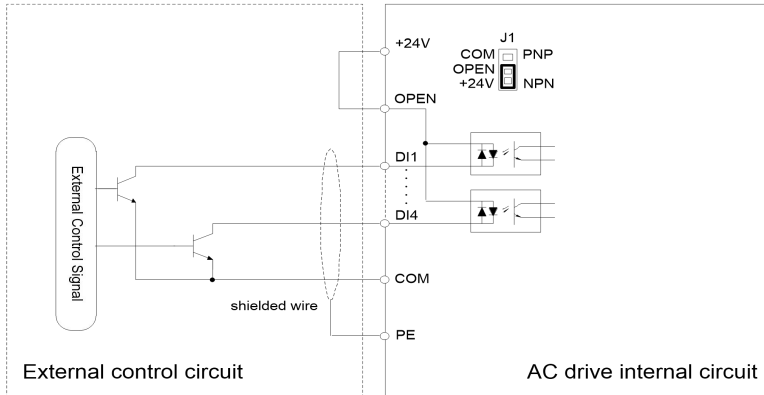 +24V
J1
COM PNP
OPEN
+24V NPN
OPEN
DI1
DI4
COM
PE
External Control Signal
shielded wire
External control circuit
AC drive internal circuit